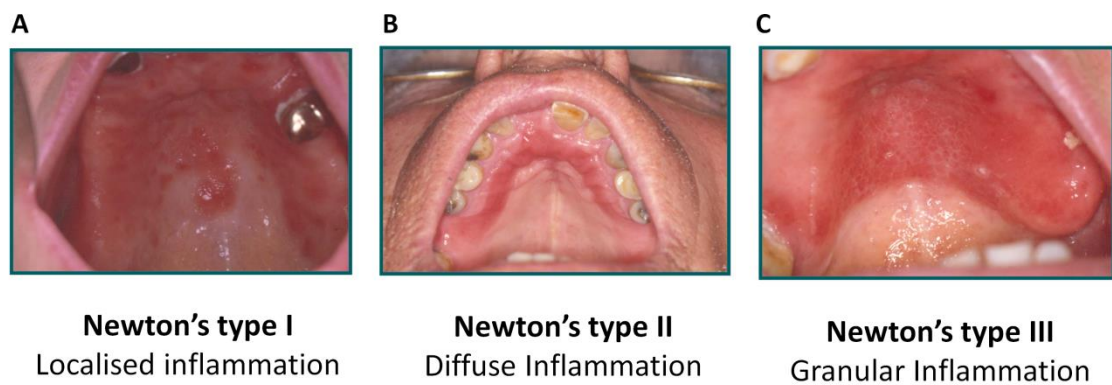 A
B
C
Newton’s type I
Localised inflammation
Newton’s type II
Diffuse Inflammation
Newton’s type III
Granular Inflammation